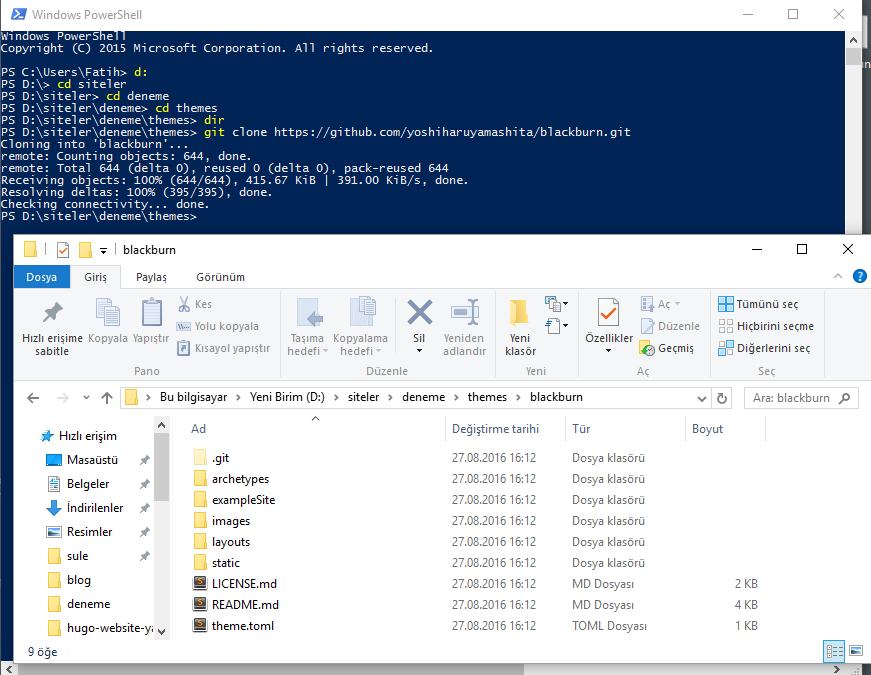 Windows PowerShell
Windows PowerShell
Copyright (C) 2015 Microsoft Corporation. All rights reserved.
PS C:\Users\Fatih> d:
PS D:\> cd siteler
PS D:\siteler> cd deneme
PS D:\siteler\deneme> cd themes
PS D:\siteler\deneme\themes> dir
PS D:\siteler\deneme\themes> git clone https://github.com/yoshiharuyamashita/blackburn.git
Cloning into 'blackburn'...
remote: Counting objects: 644, done.
remote: Total 644 (delta 0), reused 0 (delta 0), pack-reused 644
Receiving objects: 100% (644/644), 415.67 KiB | 391.00 KiB/s, done.
Resolving deltas: 100% (395/395), done.
Checking connectivity... done.
PS D:\siteler\deneme\themes>
blackburn
Dosya Giriş Paylaş Görünüm
Hızlı erişime sabitle
Kopyala
Yapıştır
Kes
Yolu kopyala
Kısayol yapıştır
Pano
Taşıma hedefi
Kopyalama hedefi
Sil
Yeniden adlandır
Düzenle
Yeni klasör
Yeni
Özellikler
Aç
Düzenle
Geçmiş
Aç
Tümünü seç
Hiçbirini seçme
Diğerlerini seç
Seç
Bu bilgisayar > Yeni Birim (D:) > siteler > deneme > themes > blackburn
Ara: blackburn
Hızlı erişim
Masaüstü
Belgeler
İndirilenler
Resimler
sule
blog
deneme
hugo-website-ya
Ad Değiştirme tarihi Tür Boyut
.git 27.08.2016 16:12 Dosya klasörü
archetypes 27.08.2016 16:12 Dosya klasörü
exampleSite 27.08.2016 16:12 Dosya klasörü
images 27.08.2016 16:12 Dosya klasörü
layouts 27.08.2016 16:12 Dosya klasörü
static 27.08.2016 16:12 Dosya klasörü
LICENSE.md 27.08.2016 16:12 MD Dosyası 2 KB
README.md 27.08.2016 16:12 MD Dosyası 4 KB
theme.toml 27.08.2016 16:12 TOML Dosyası 1 KB
9 öğe